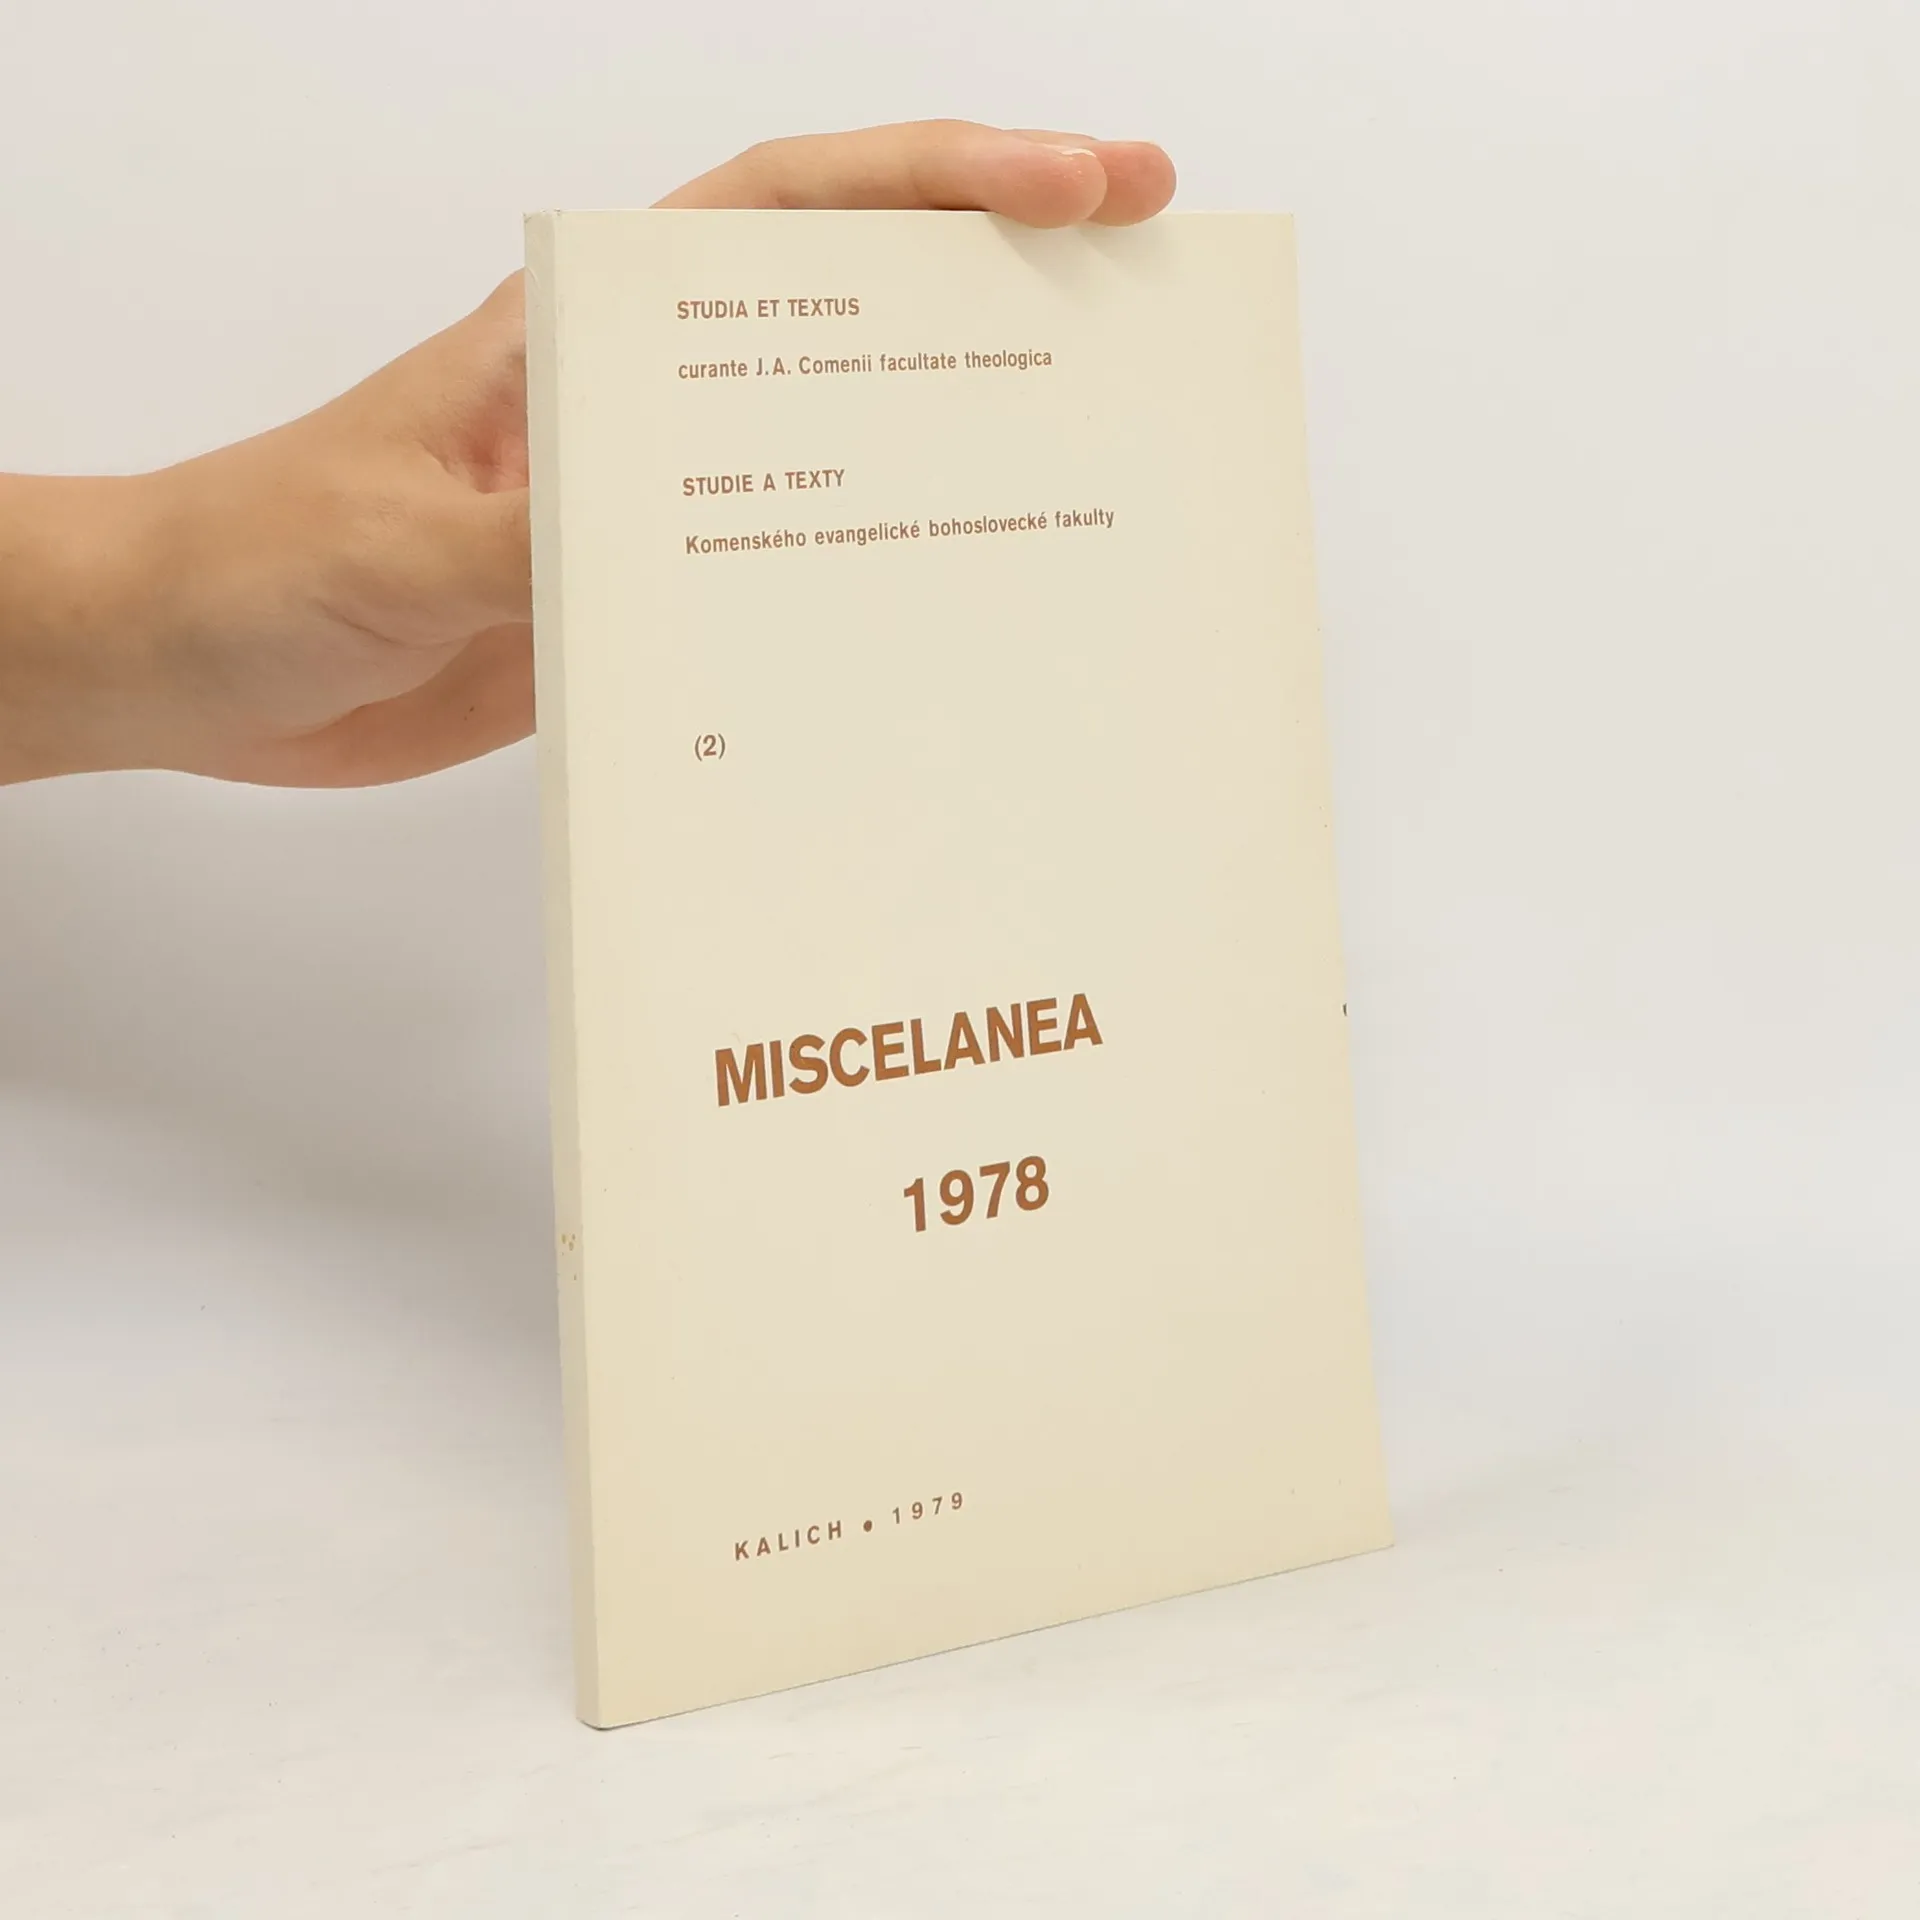 STUDIA ET TEXTUS
curante J.A. Comenii facultate theologica
STUDIE A TEXTY
Komenského evangelické bohoslovecké fakulty
(2)
MISCELANEA
1978
KALICH • 1979